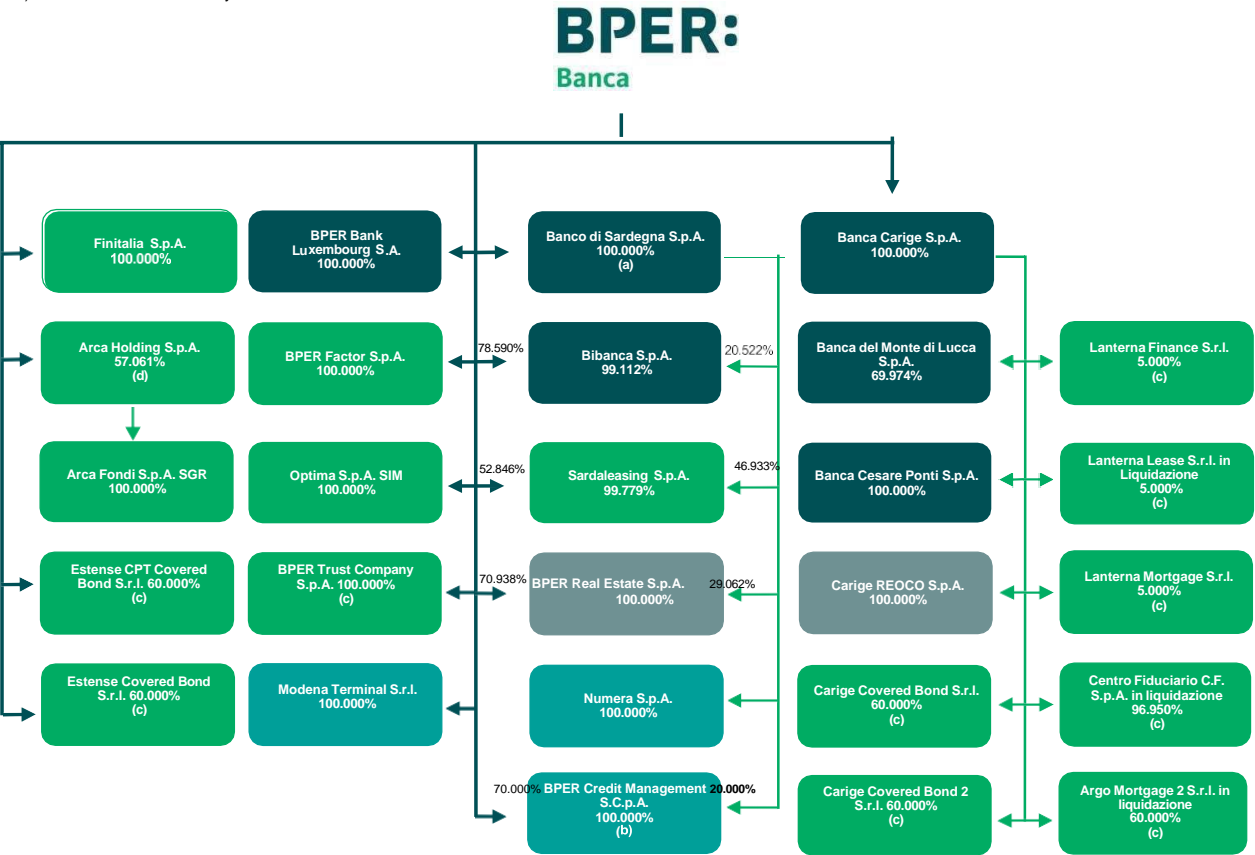 BPER:
Banca
Finitalia S.p.A.
100.000%
BPER Bank
Luxembourg S.A.
100.000%
Banco di Sardegna S.p.A.
100.000%
(a)
Banca Carige S.p.A.
100.000%
Arca Holding S.p.A.
57.061%
(d)
BPER Factor S.p.A.
100.000%
78.590%
Bibanca S.p.A.
99.112%
20.522%
Banca del Monte di Lucca
S.p.A.
69.974%
Lanterna Finance S.r.l.
5.000%
(c)
Arca Fondi S.p.A. SGR
100.000%
Optima S.p.A. SIM
100.000%
52.846%
Sardaleasing S.p.A.
99.779%
46.933%
Banca Cesare Ponti S.p.A.
100.000%
Lanterna Lease S.r.l. in
Liquidazione
5.000%
(c)
Estense CPT Covered
Bond S.r.l. 60.000%
(c)
BPER Trust Company
S.p.A. 100.000%
(c)
70.938%
BPER Real Estate S.p.A.
100.000%
29.062%
Carige REOCO S.p.A.
100.000%
Lanterna Mortgage S.r.l.
5.000%
(c)
Estense Covered Bond
S.r.l. 60.000%
(c)
Modena Terminal S.r.l.
100.000%
Numera S.p.A.
100.000%
Carige Covered Bond S.r.l.
60.000%
(c)
Centro Fiduciario C.F.
S.p.A. in liquidazione
96.950%
(c)
70.000%
BPER Credit Management
S.C.p.A.
100.000%
(b)
20.000%
Carige Covered Bond 2
S.r.l. 60.000%
(c)
Argo Mortgage 2 S.r.l. in
liquidazione
60.000%
(c)